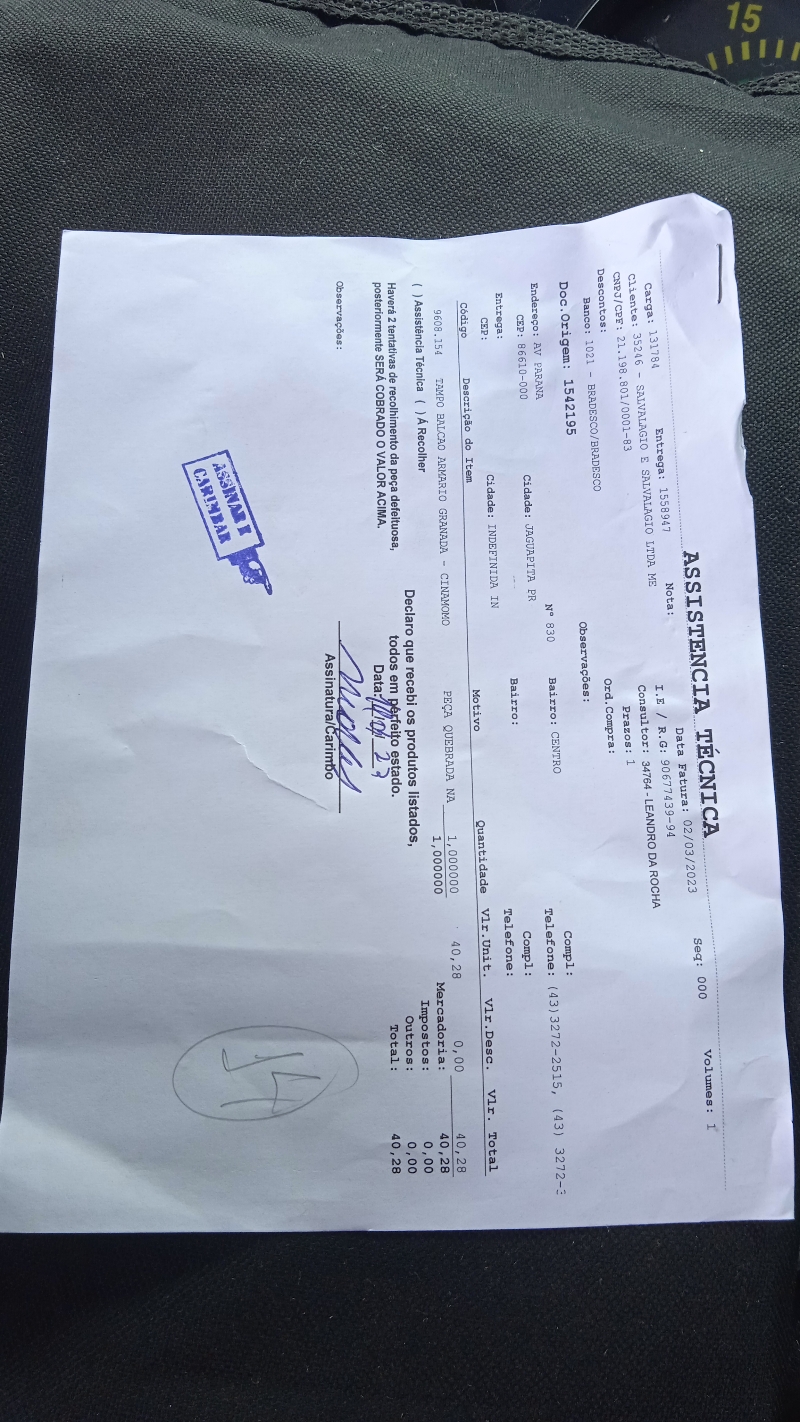 15
ASSISTENCIA TÉCNICA
Volumes: 1
Data Fatura: 02/03/2023 Seq: 000
Carga: 131784 Entrega: 1558947 Nota: I.E / R.G: 90677439-94
Cliente: 35246 - SALVALAGIO E SALVALAGIO LTDA ME Consultor: 34764 - LEANDRO DA ROCHA
CNPJ/CPF: 21.198.801/0001-83 Prazos: 1
Descontos: Ord.Compra:
Banco: 1021 - BRADESCO/BRADESCO Observações:
Doc.Origem: 1542195
Compl:
Endereço: AV PARANA Nº 830 Bairro: CENTRO Telefone: (43)3272-2515, (43) 3272-
CEP: 86610-000 Cidade: JAGUAPITA PR
Compl:
Entrega: Bairro: Telefone:
CEP: Cidade: INDEFINIDA IN
Código Descrição do Item Motivo Quantidade Vlr.Unit. Vlr.Desc. Vlr. Total
9608.154 TAMPO BALCAO ARMARIO GRANADA - CINAMOMO PEÇA QUEBRADA NA 1,000000 40,28 0,00 40,28
1,000000 Mercadoria: 40,28
( ) Assistência Técnica ( ) Á Recolher Impostos: 0,00
Outros: 0,00
Total: 40,28
Haverá 2 tentativas de recolhimento da peça defeituosa,
posteriormente SERÁ COBRADO O VALOR ACIMA.
Declaro que recebi os produtos listados,
todos em perfeito estado.
Data:
Assinatura/Carimbo
Observações:
ASSINAR E
CARIMBAR